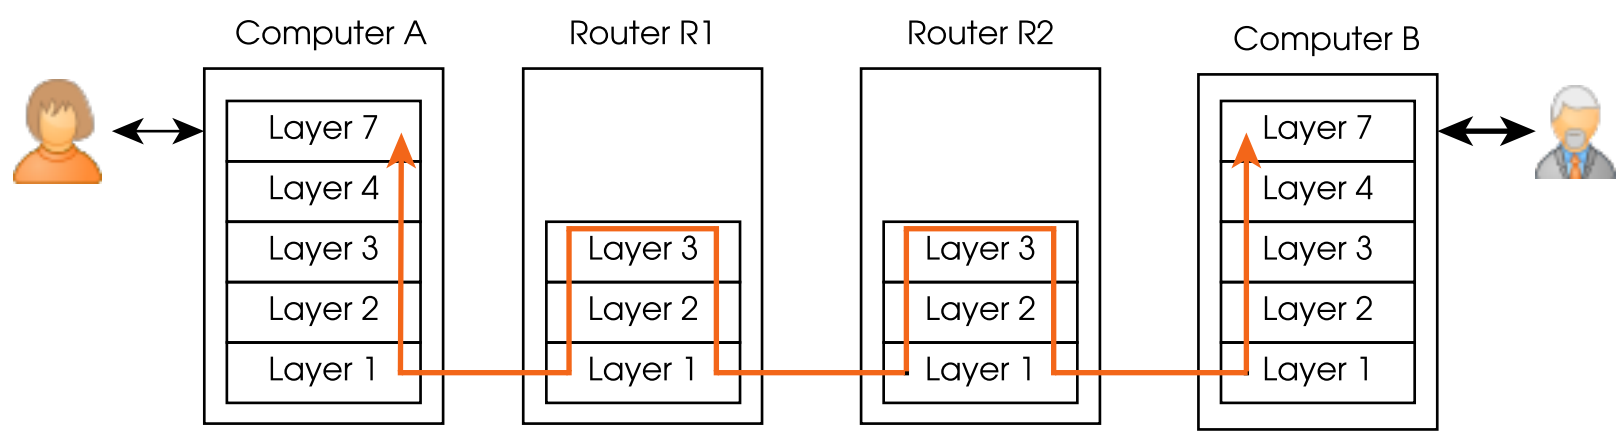 Computer A
Router R1
Router R2
Computer B
Layer 7
Layer 4
Layer 3
Layer 2
Layer 1
Layer 3
Layer 2
Layer 1
Layer 3
Layer 2
Layer 1
Layer 7
Layer 4
Layer 3
Layer 2
Layer 1